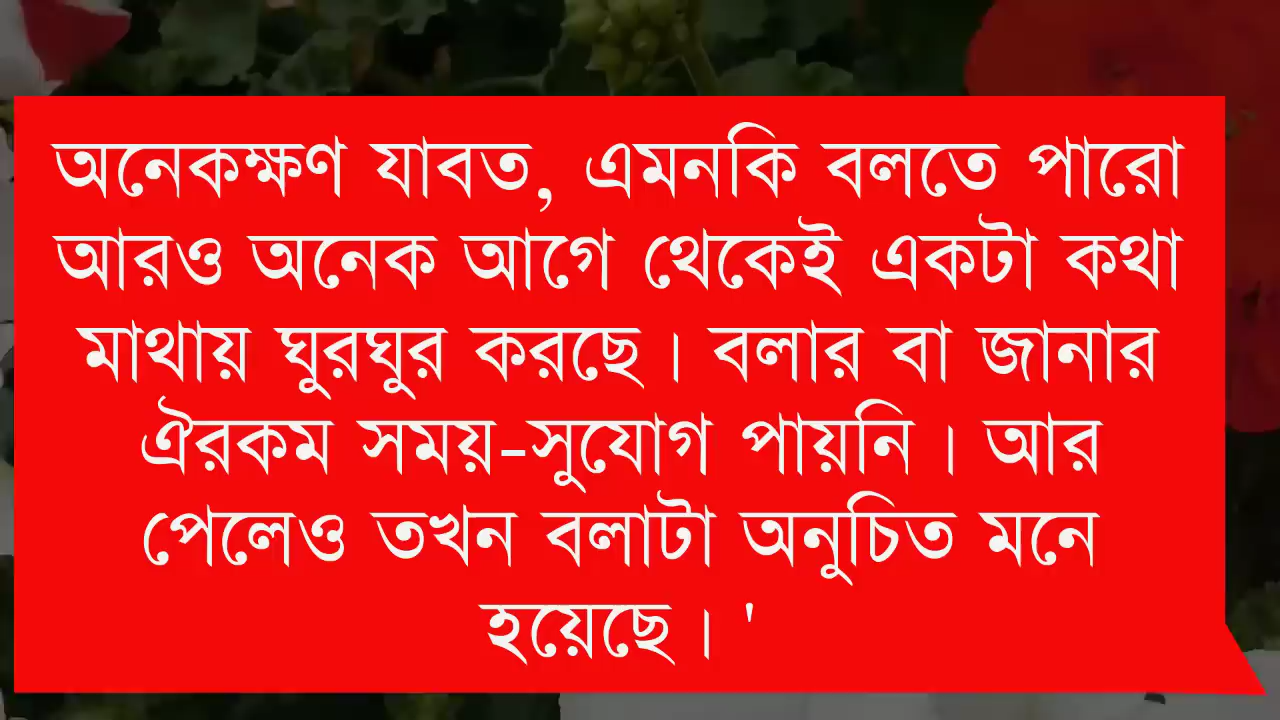 অনেকক্ষণ যাবত, এমনকি বলতে পারো
আরও অনেক আগে থেকেই একটা কথা
মাথায় ঘুরঘুর করছে। বলার বা জানার
ঐরকম সময়-সুযোগ পায়নি। আর
পেলেও তখন বলাটা অনুচিত মনে
হয়েছে। '